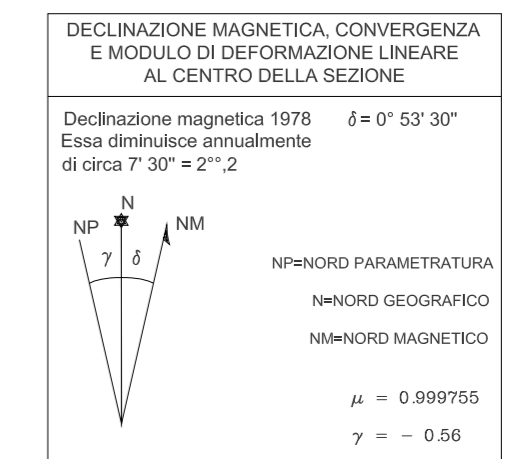 DECLINAZIONE MAGNETICA, CONVERGENZA
E MODULO DI DEFORMAZIONE LINEARE
AL CENTRO DELLA SEZIONE
Declinazione magnetica 1978 δ = 0° 53' 30"
Essa diminuisce annualmente
di circa 7' 30" = 2°°,2
N
NP NM
γ δ
NP=NORD PARAMETRATURA
N=NORD GEOGRAFICO
NM=NORD MAGNETICO
μ = 0.999755
γ = - 0.56